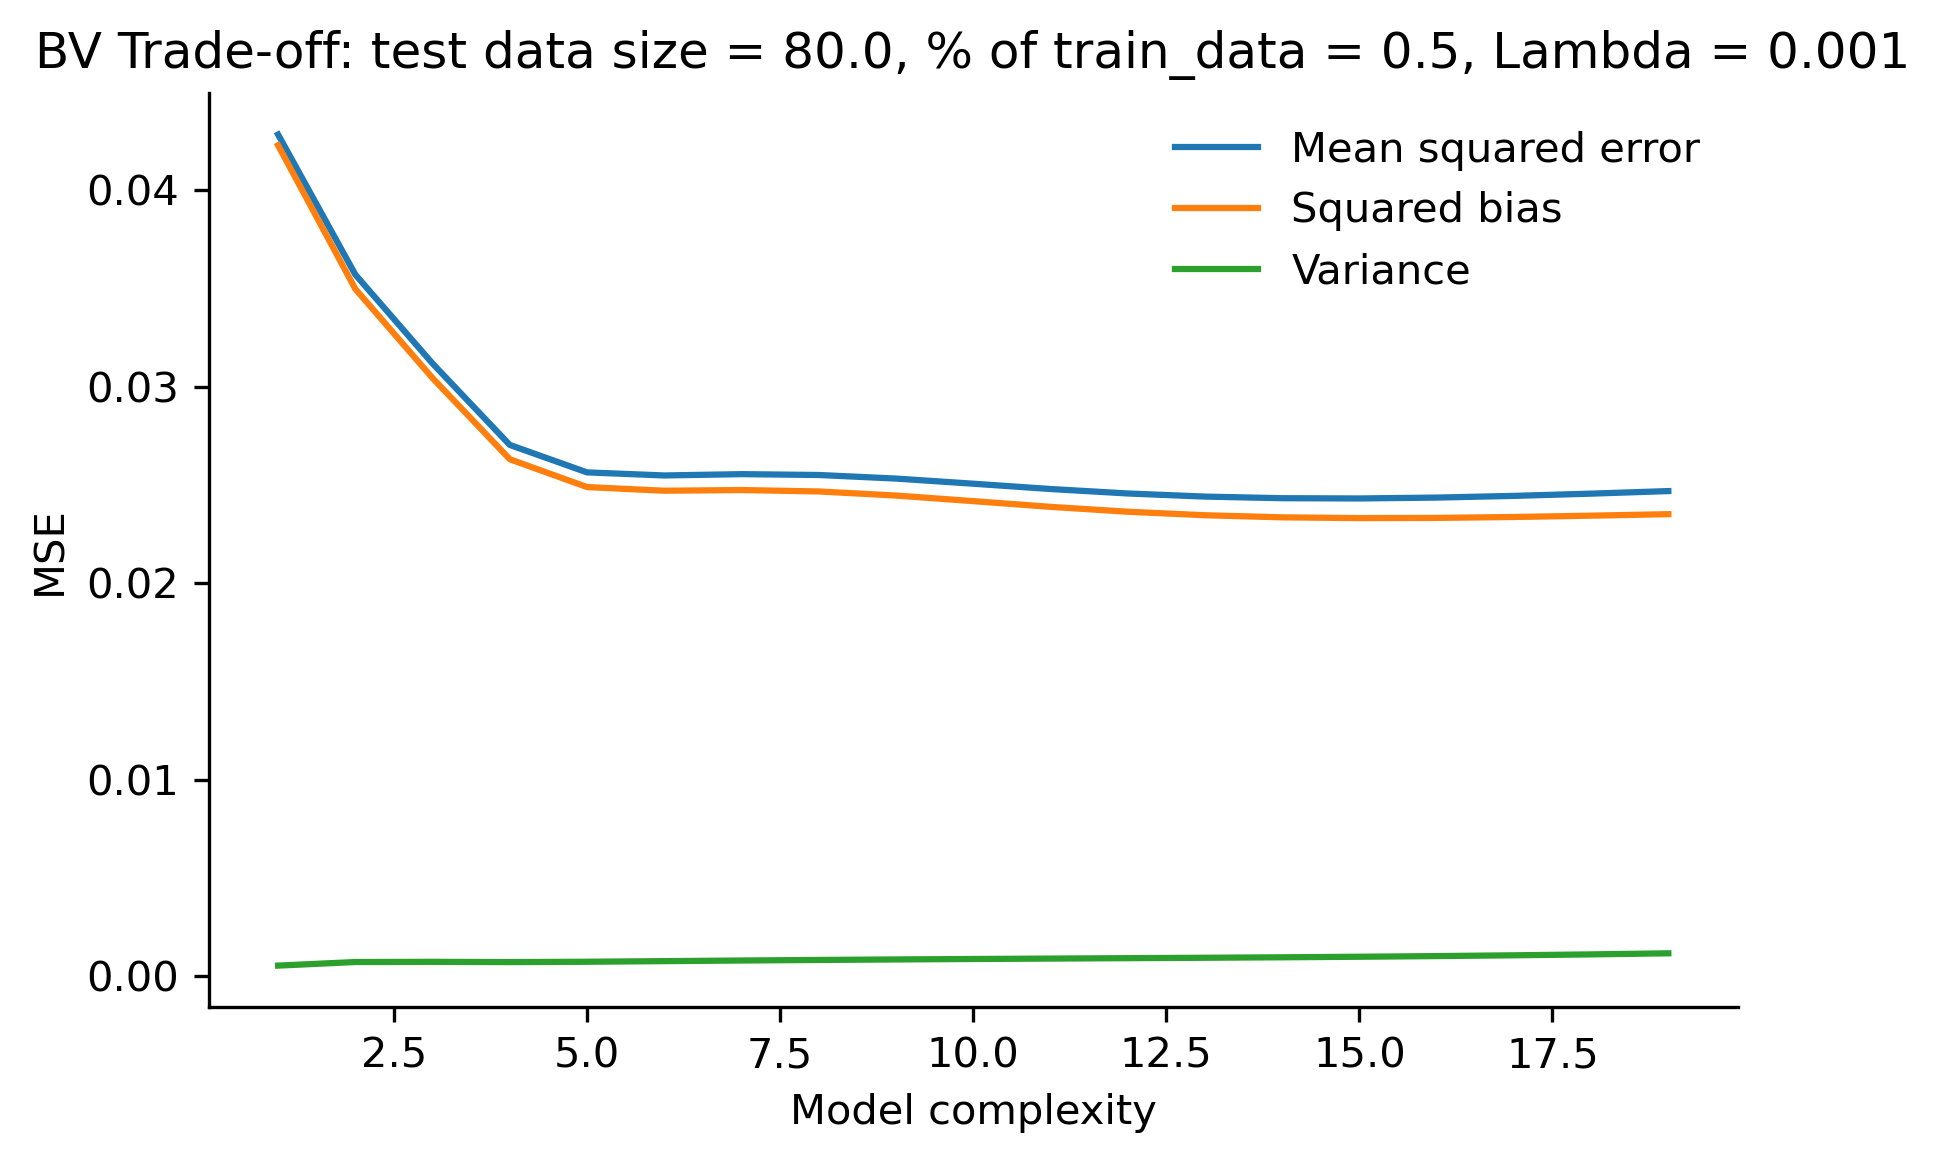 BV Trade-off: test data size = 80.0, % of train_data = 0.5, Lambda = 0.001
Mean squared error
Squared bias
Variance
MSE
0.04
0.03
0.02
0.01
0.00
2.5 5.0 7.5 10.0 12.5 15.0 17.5
Model complexity